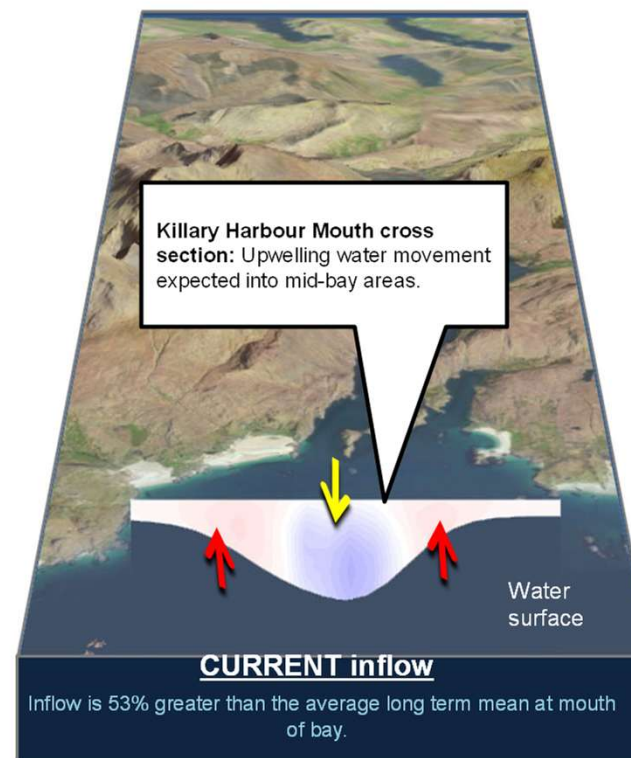 Killary Harbour Mouth cross
section: Upwelling water movement
expected into mid-bay areas.
Water
surface
CURRENT inflow
Inflow is 53% greater than the average long term mean at mouth
of bay.